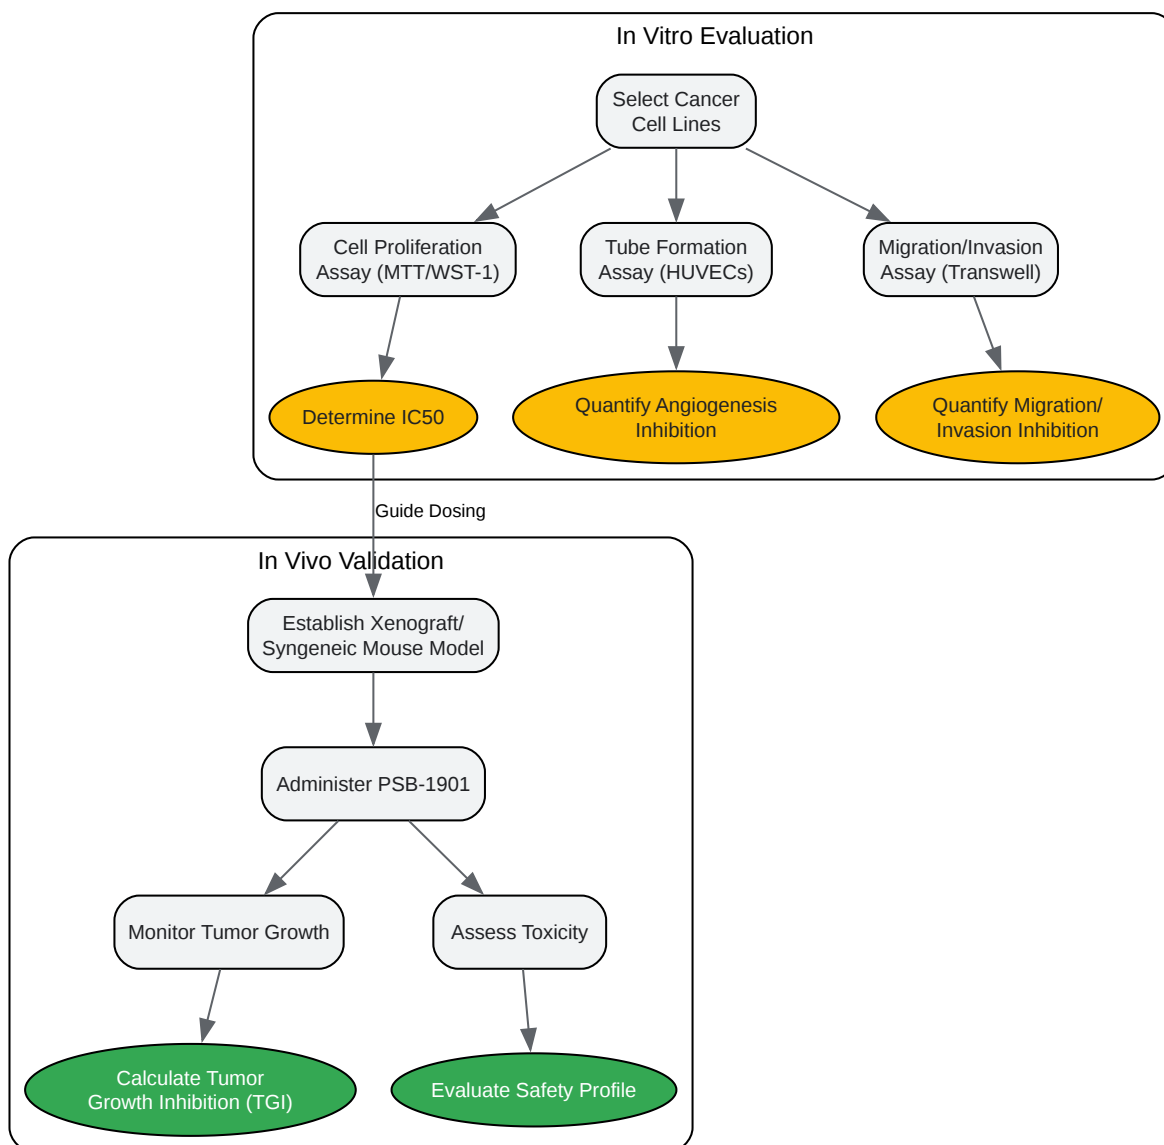 In Vitro Evaluation
Select Cancer
Cell Lines
Cell Proliferation
Assay (MTT/WST-1)
Tube Formation
Assay (HUVECs)
Migration/Invasion
Assay (Transwell)
Determine IC50
Quantify Angiogenesis
Inhibition
Quantify Migration/
Invasion Inhibition
Guide Dosing
In Vivo Validation
Establish Xenograft/
Syngeneic Mouse Model
Administer PSB-1901
Monitor Tumor Growth
Assess Toxicity
Calculate Tumor
Growth Inhibition (TGI)
Evaluate Safety Profile